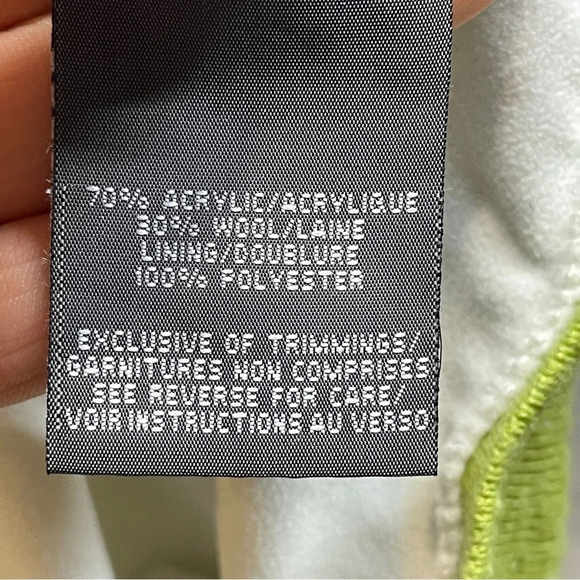 70% ACRYLIC/ACRYLIQUE
30% WOOL/LAINE
LINING/DOUBLURE
100% POLYESTER
EXCLUSIVE OF TRIMMINGS/
GARNITURES NON COMPRISES
SEE REVERSE FOR CARE/
VOIR INSTRUCTIONS AU VERSO